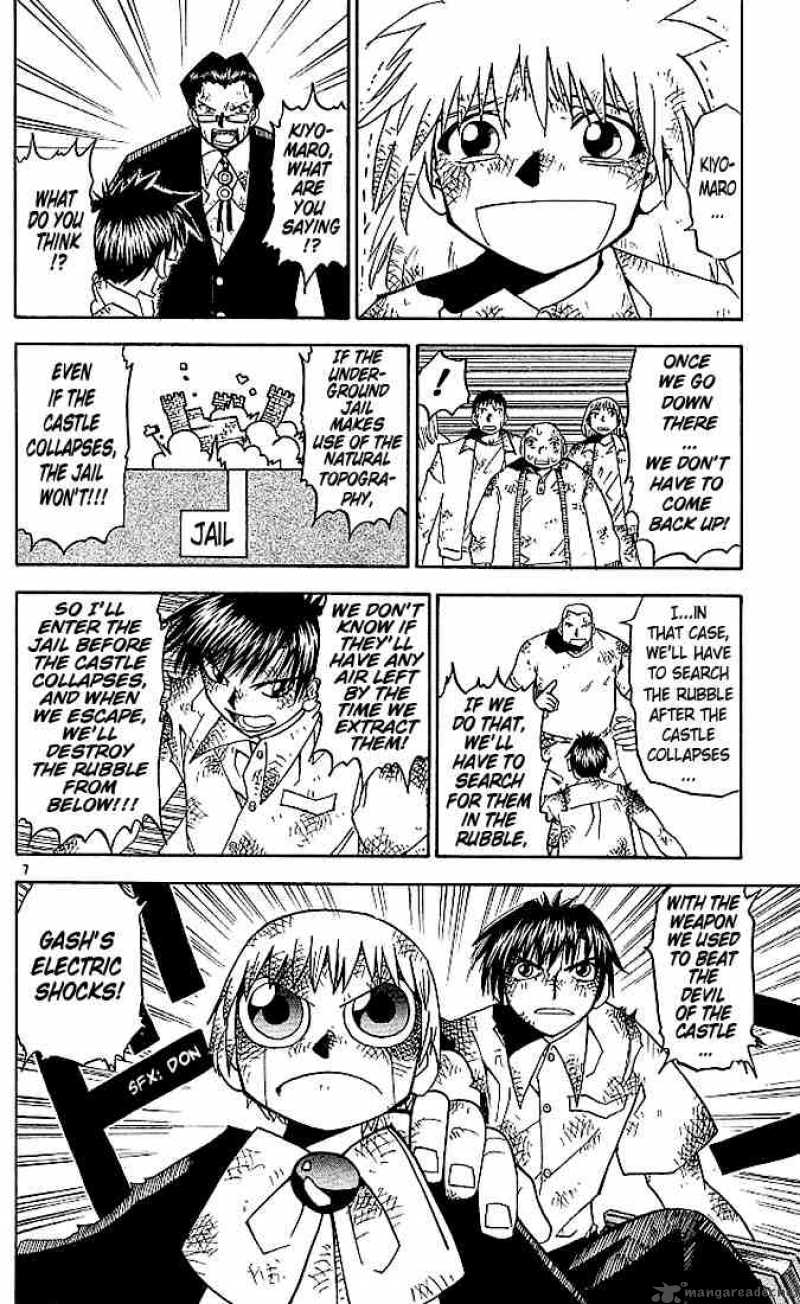 KIYO-
MARO
...
KIYO-
MARO,
WHAT
ARE
YOU
SAYING
!?
WHAT
DO YOU
THINK
!?
ONCE
WE GO
DOWN
THERE
...
WE DON'T
HAVE TO
COME
BACK UP!
!
IF THE
UNDER-
GROUND
JAIL
MAKES
USE OF THE
NATURAL
TOPOGRA-
PHY,
EVEN
IF THE
CASTLE
COLLAPSES,
THE JAIL
WON'T!!!
JAIL
I...IN
THAT CASE,
WE'LL HAVE
TO SEARCH
THE RUBBLE
AFTER THE
CASTLE
COLLAPSES
...
IF WE
DO THAT,
WE'LL
HAVE TO
SEARCH
FOR THEM
IN THE
RUBBLE,
WE DON'T
KNOW IF
THEY'LL
HAVE ANY
AIR LEFT
BY THE
TIME WE
EXTRACT
THEM!
SO I'LL
ENTER THE
JAIL BEFORE
THE CASTLE
COLLAPSES,
AND WHEN
WE ESCAPE,
WE'LL
DESTROY
THE RUBBLE
FROM
BELOW!!!
7
WITH THE
WEAPON
WE USED
TO BEAT
THE
DEVIL
OF THE
CASTLE
...
GASH'S
ELECTRIC
SHOCKS!
SFX: DON